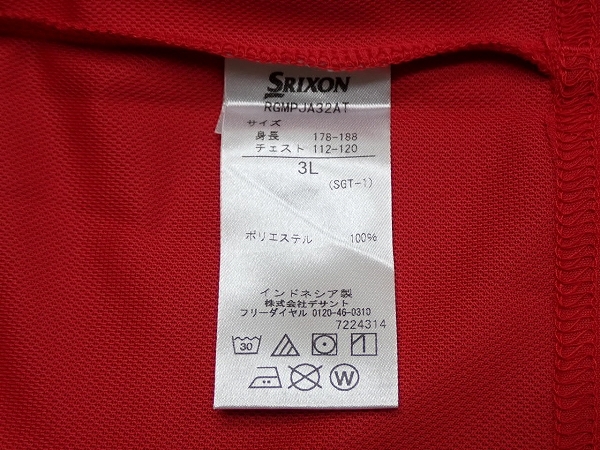 SRIXON
RGMPJA32AT
サイズ
身長 178-188
チェスト 112-120
3L
(SGT-1)
ポリエステル 100%
インドネシア製
株式会社デサント
フリーダイヤル 0120-46-0310
7224314
30
W